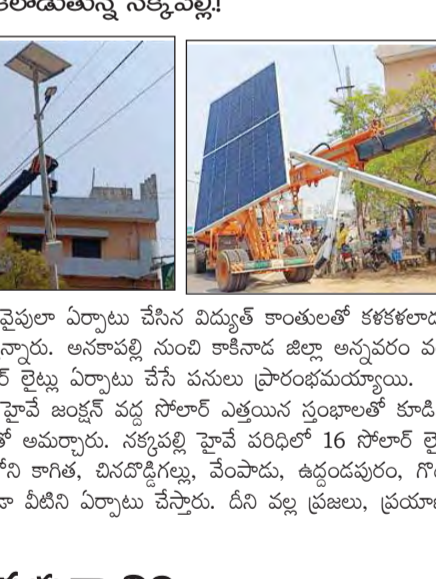 నక్కపల్లి.!
వైపులా ఏర్పాటు చేసిన విద్యుత్ కాంతులతో కళకళలాడు
న్నారు. అనకాపల్లి నుంచి కాకినాడ జిల్లా అన్నవరం వ
ర్ లైట్లు ఏర్పాటు చేసే పనులు ప్రారంభమయ్యాయి.
హైవే జంక్షన్ వద్ద సోలార్ ఎత్తయిన స్తంభాలతో కూడి
తో అమర్చారు. నక్కపల్లి హైవే పరిధిలో 16 సోలార్ లై
లోని కాగిత, చినదొడ్డిగల్లు, వేంపాడు, ఉద్దండపురం, గొ
డా వీటిని ఏర్పాటు చేస్తారు. దీని వల్ల ప్రజలు, ప్రయా